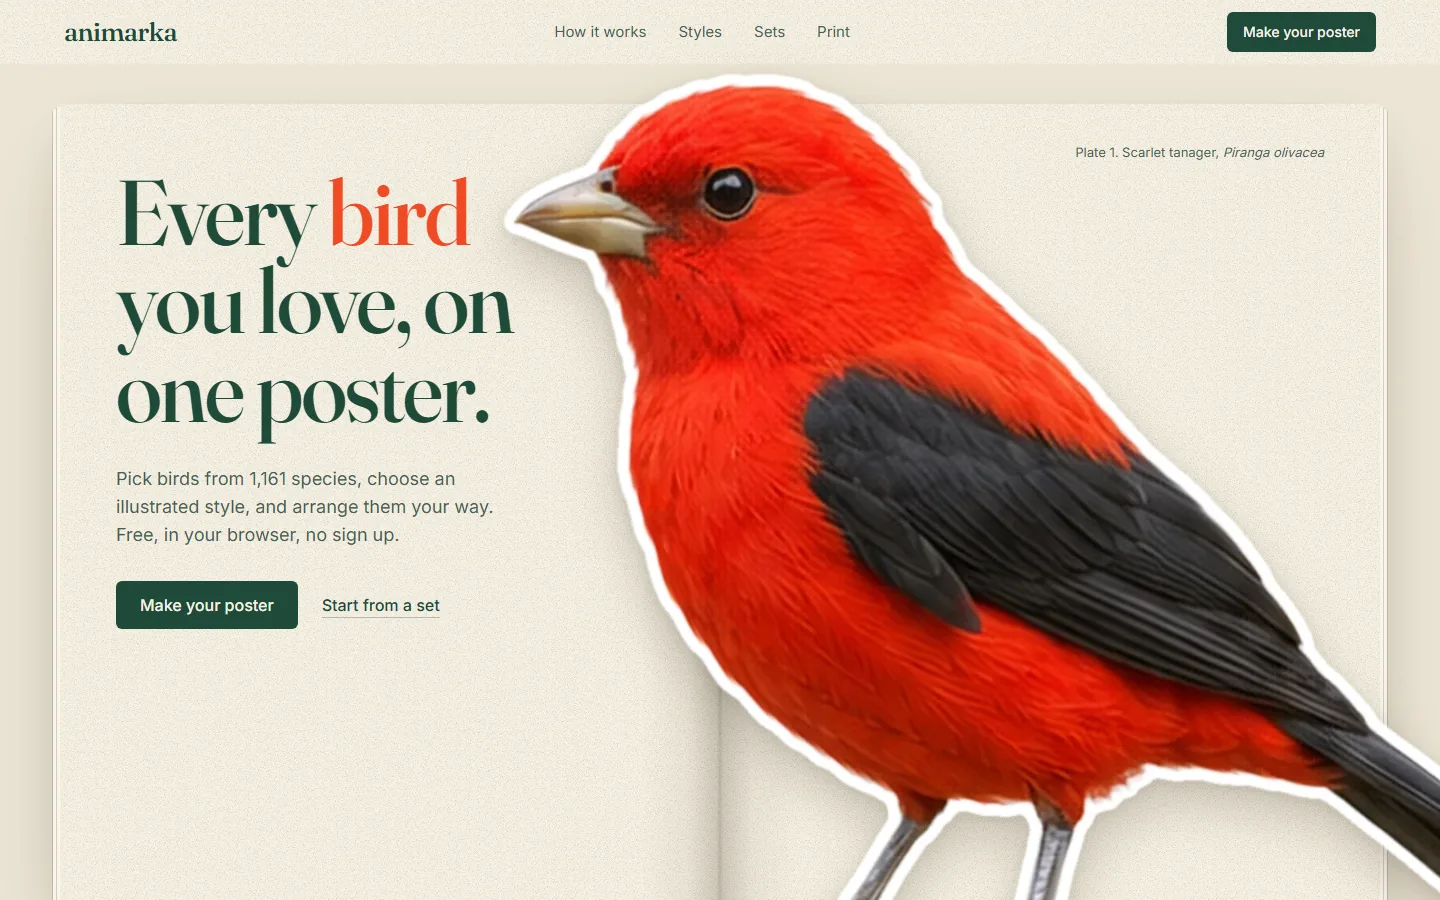 animarka
How it works
Styles
Sets
Print
Make your poster
Plate 1. Scarlet tanager, Piranga olivacea
Every bird
you love, on
one poster.
Pick birds from 1,161 species, choose an
illustrated style, and arrange them your way.
Free, in your browser, no sign up.
Make your poster
Start from a set